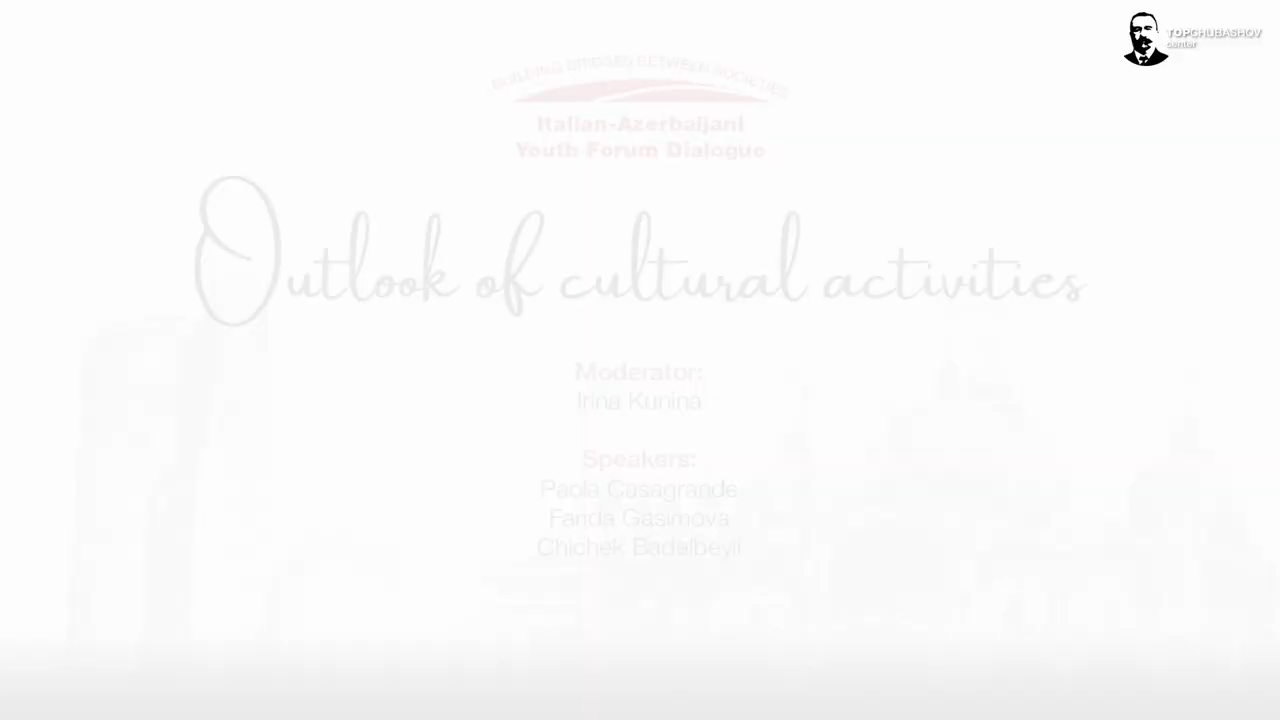 TOPCHUBASHOV
center
BUILDING BRIDGES BETWEEN SOCIETIES
Italian-Azerbaijani
Youth Forum Dialogue
Outlook of cultural activities
Moderator:
Irina Kunina
Speakers:
Paola Casagrande
Farida Gasimova
Chichek Badalbeyli